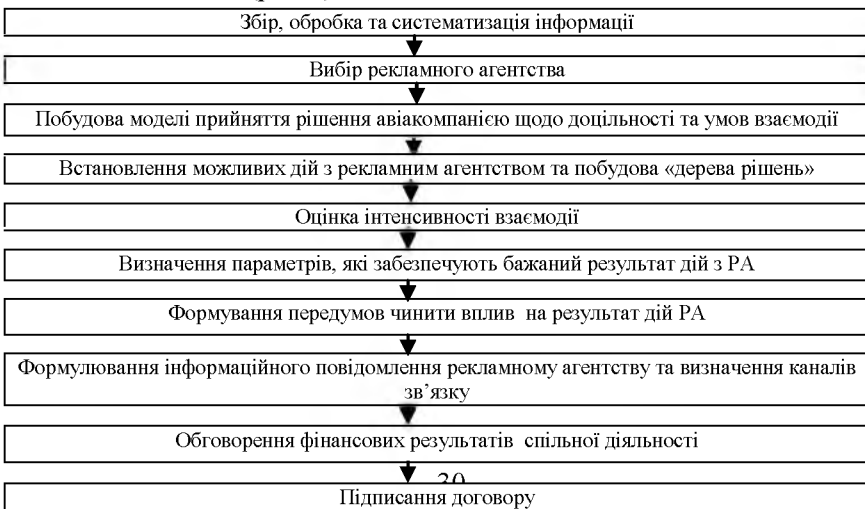 Збір, обробка та систематизація інформації
Вибір рекламного агентства
Побудова моделі прийняття рішення авіакомпанією щодо доцільності та умов взаємодії
Встановлення можливих дій з рекламним агентством та побудова «дерева рішень»
Оцінка інтенсивності взаємодії
Визначення параметрів, які забезпечують бажаний результат дій з РА
Формування передумов чинити вплив на результат дій РА
Формулювання інформаційного повідомлення рекламному агентству та визначення каналів
зв’язку
Обговорення фінансових результатів спільної діяльності
Підписання договору